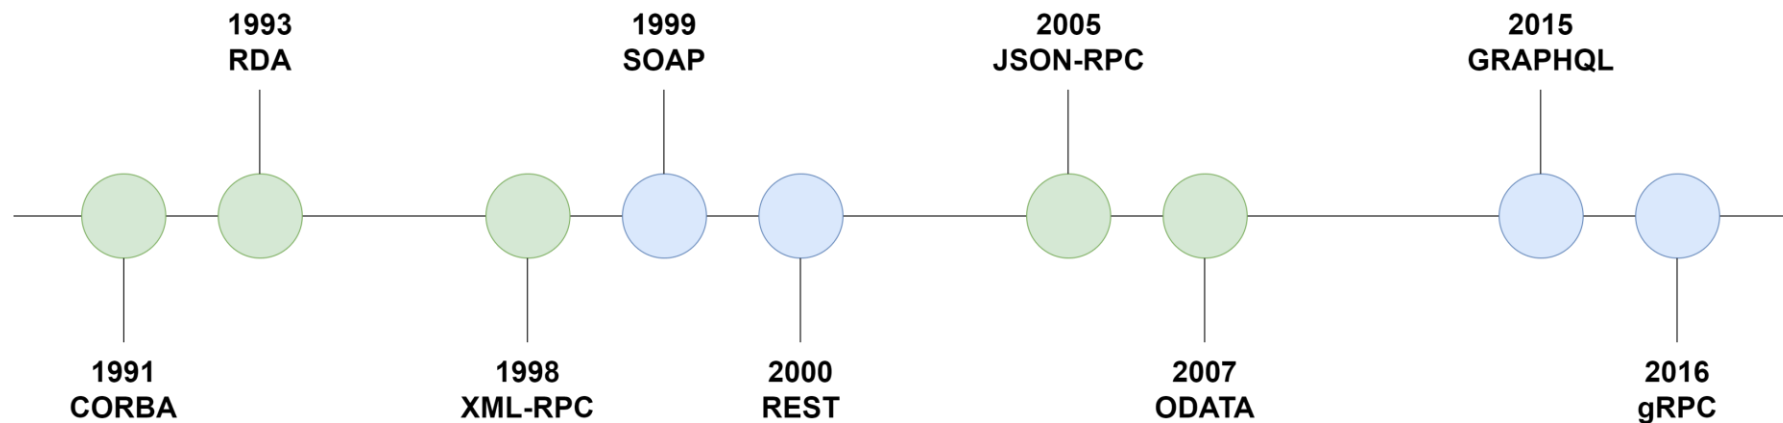 1993
RDA
1999
SOAP
2005
JSON-RPC
2015
GRAPHQL
1991
CORBA
1998
XML-RPC
2000
REST
2007
ODATA
2016
gRPC